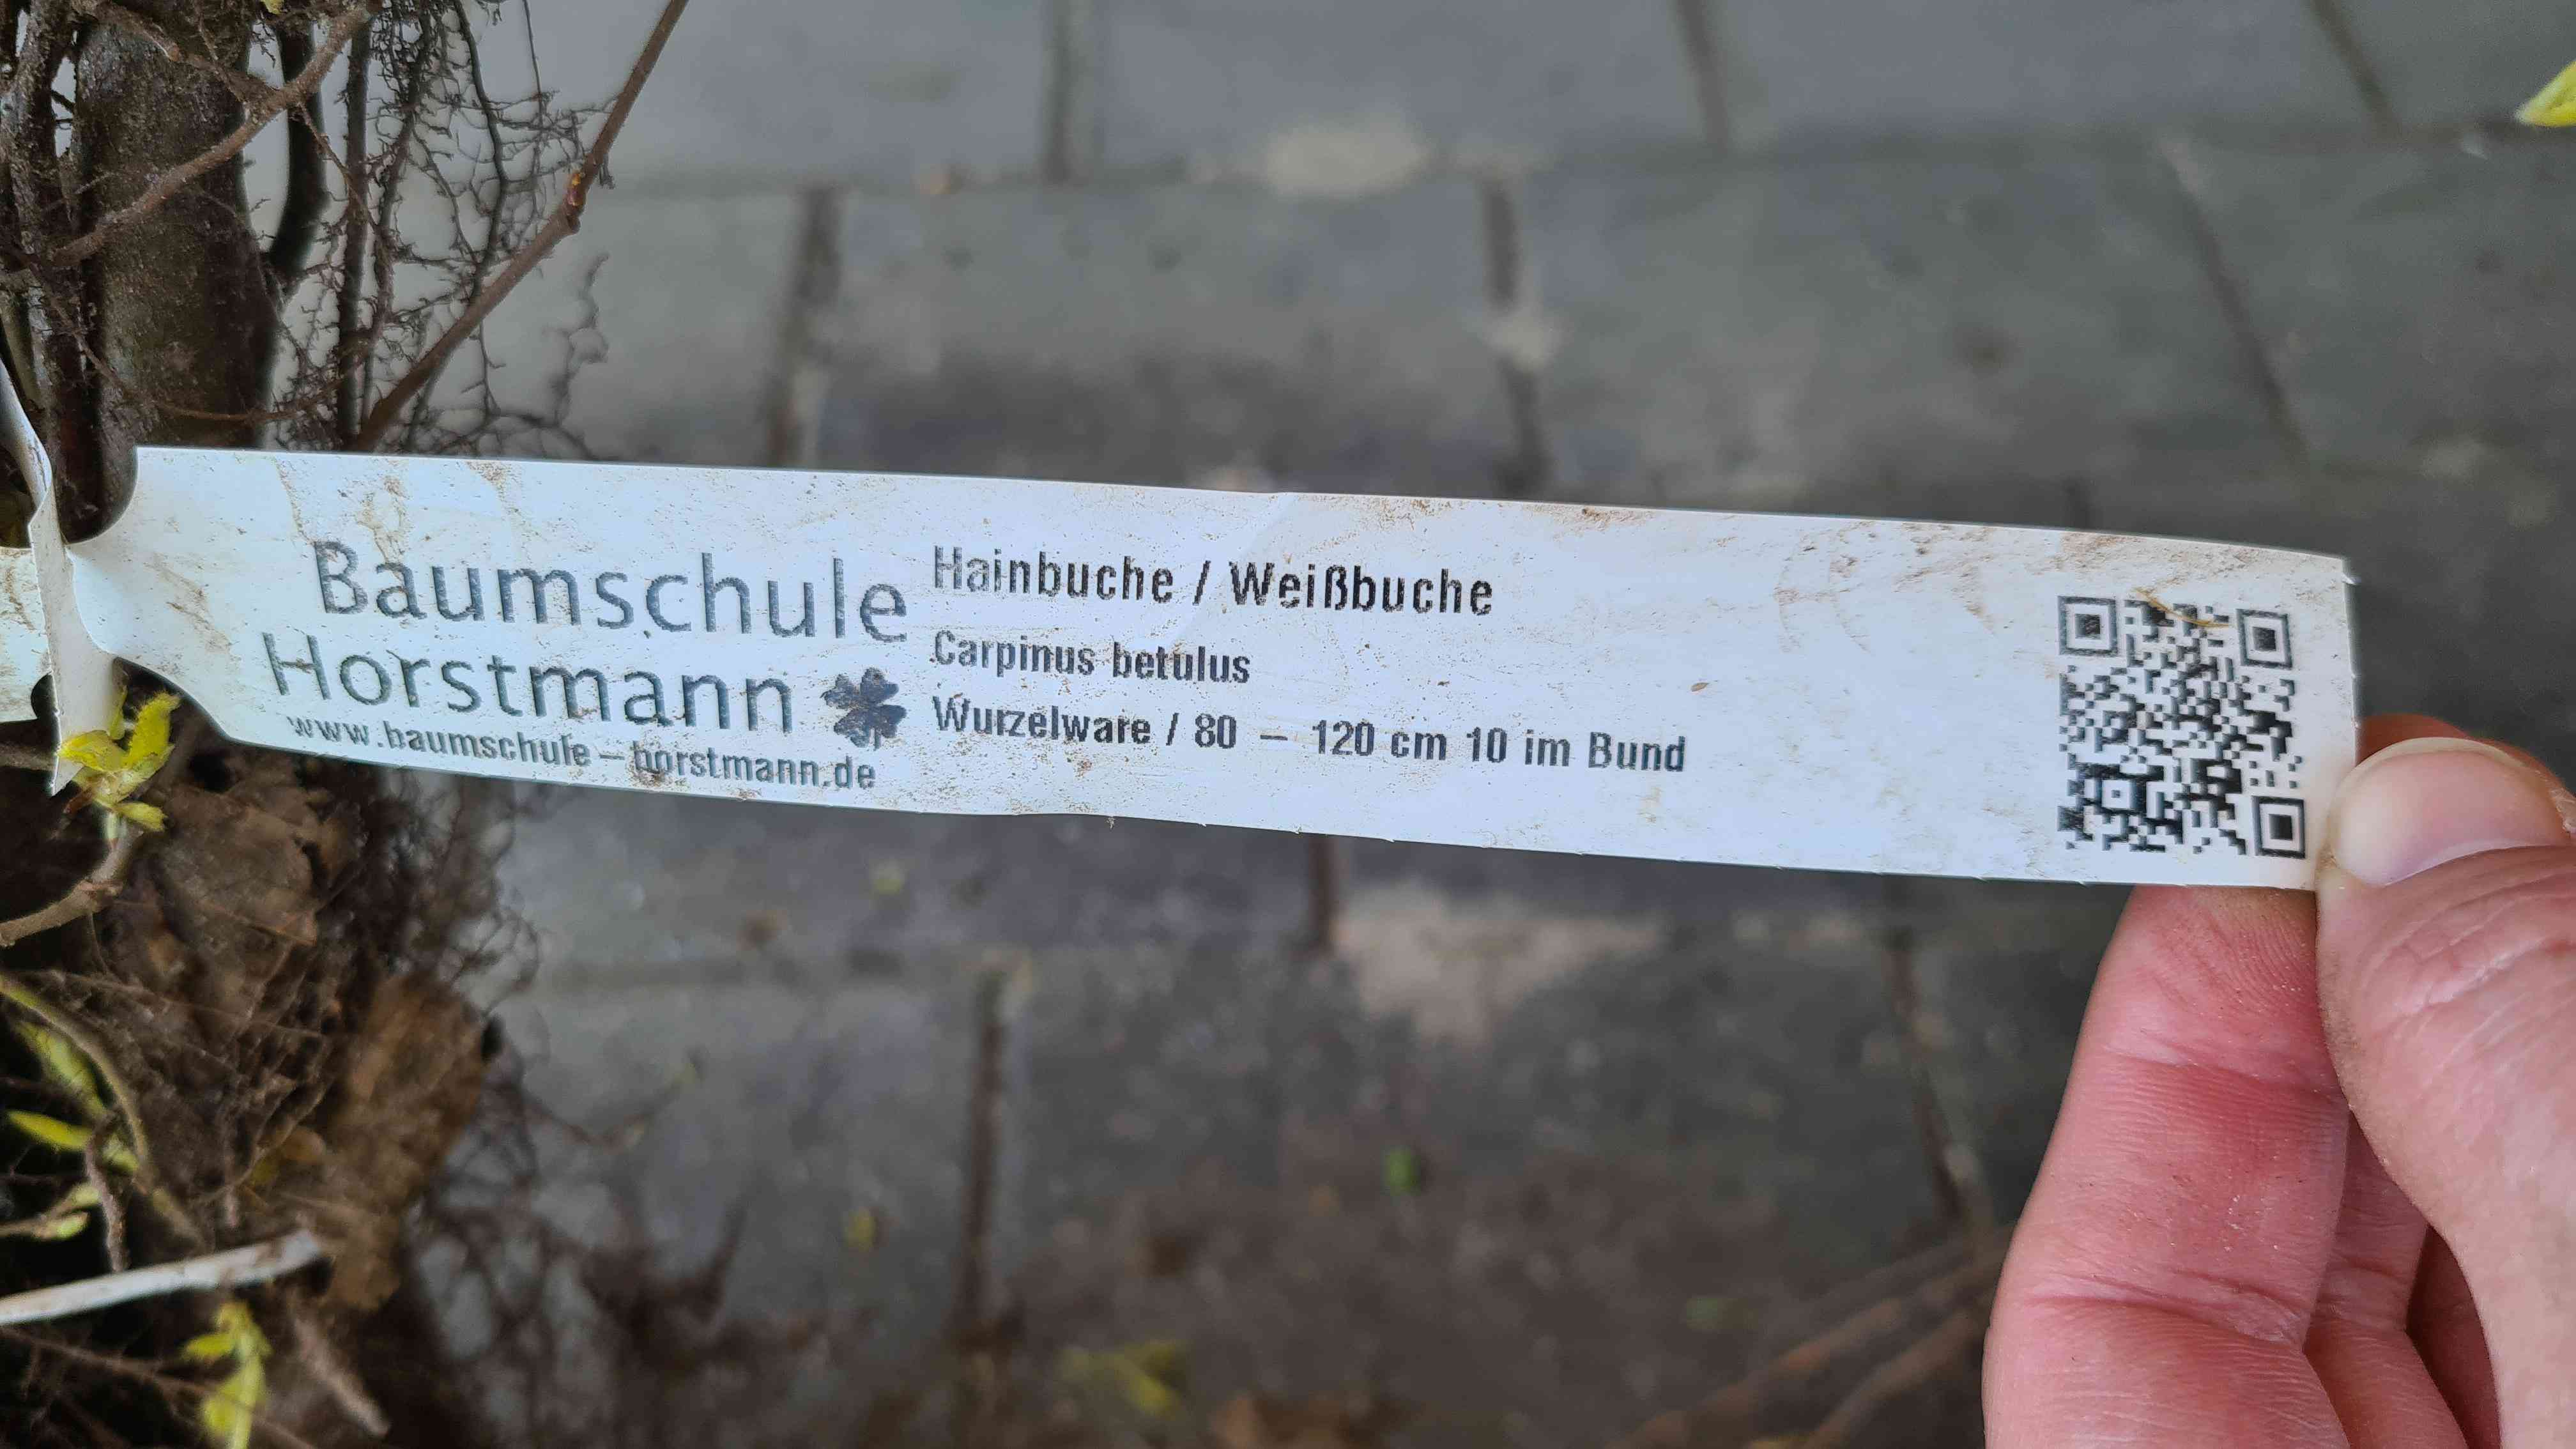 Baumschule
Horstmann
www.baumschule-horstmann.de
Hainbuche / Weißbuche
Carpinus betulus
Wurzelware / 80 – 120 cm 10 im Bund